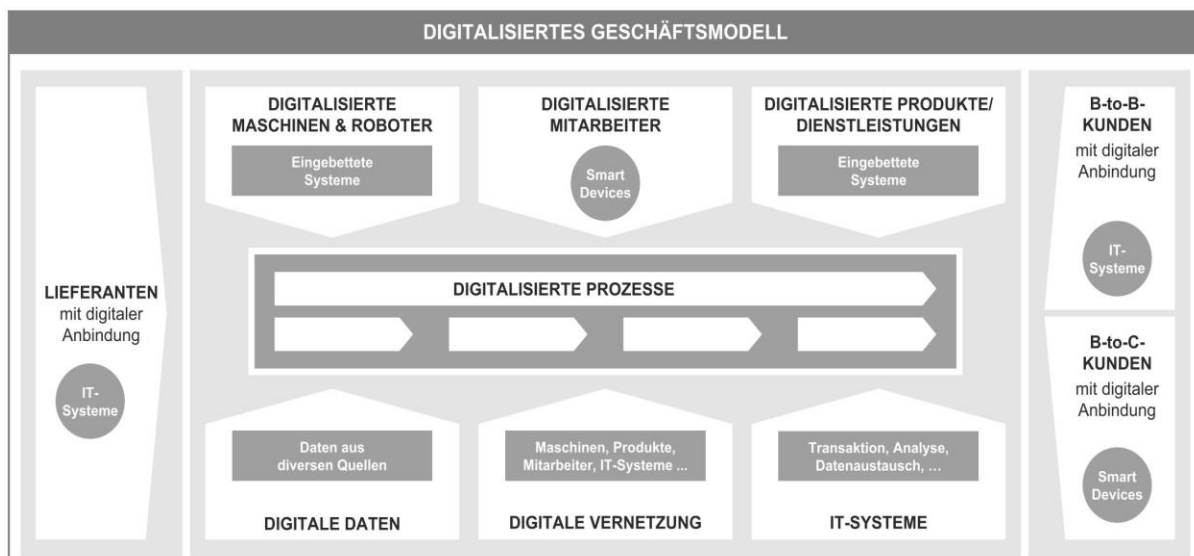 DIGITALISIERTES GESCHÄFTSMODELL
LIEFERANTEN
mit digitaler
Anbindung
IT-
Systeme
DIGITALISIERTE
MASCHINEN & ROBOTER
Eingebettete
Systeme
DIGITALISIERTE
MITARBEITER
Smart
Devices
DIGITALISIERTE PRODUKTE/
DIENSTLEISTUNGEN
Eingebettete
Systeme
DIGITALISIERTE PROZESSE
Daten aus
diversen Quellen
DIGITALE DATEN
Maschinen, Produkte,
Mitarbeiter, IT-Systeme ...
DIGITALE VERNETZUNG
Transaktion, Analyse,
Datenaustausch, …
IT-SYSTEME
B-to-B-
KUNDEN
mit digitaler
Anbindung
IT-
Systeme
B-to-C-
KUNDEN
mit digitaler
Anbindung
Smart
Devices